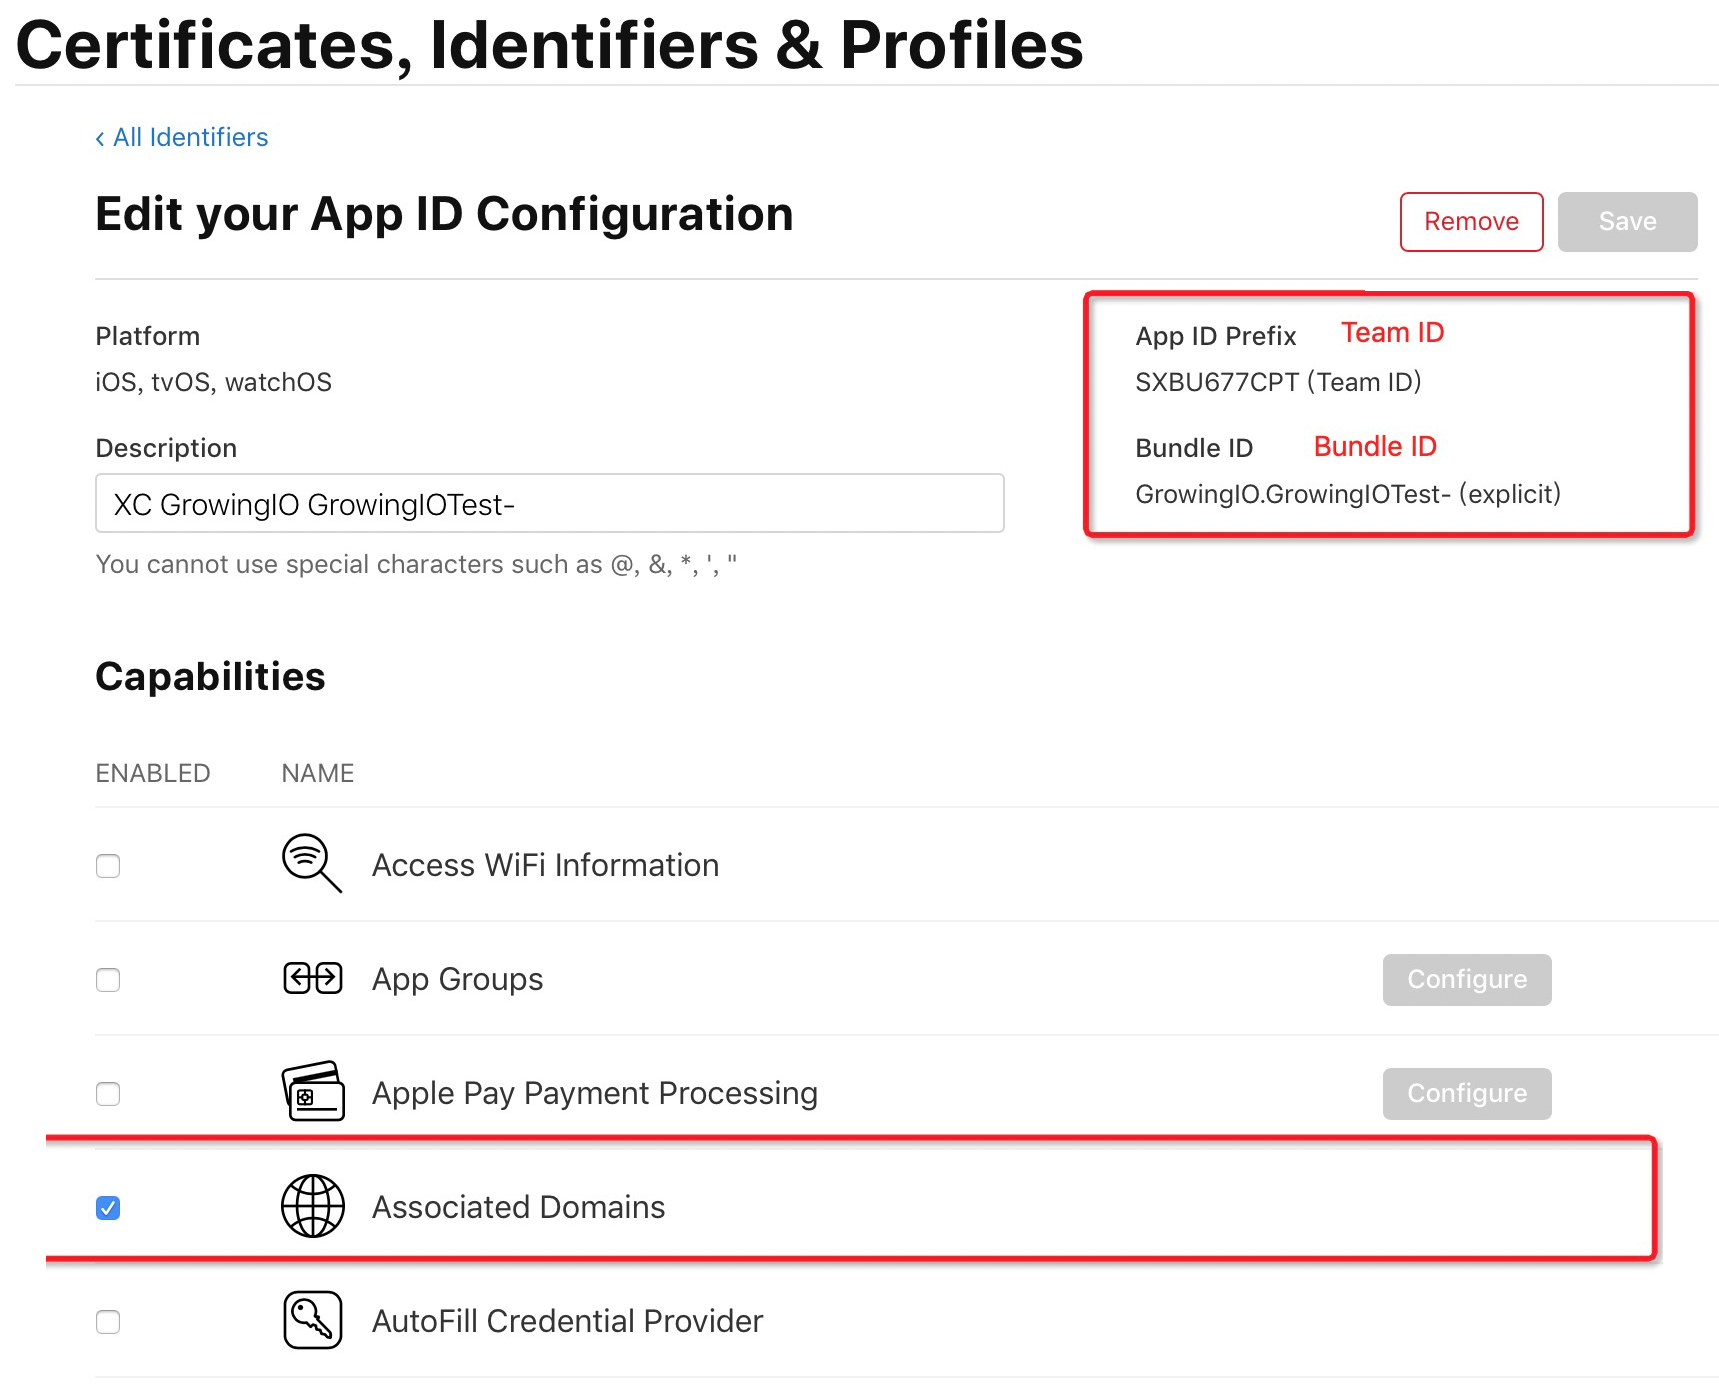 Certificates, Identifiers & Profiles
‹ All Identifiers
Edit your App ID Configuration
Remove
Save
Platform
iOS, tvOS, watchOS
App ID Prefix
Team ID
SXBU677CPT (Team ID)
Description
XC GrowingIO GrowingIOTest-
You cannot use special characters such as @, &, *, ', "
Bundle ID
Bundle ID
GrowingIO.GrowingIOTest- (explicit)
Capabilities
ENABLED
NAME
Access WiFi Information
App Groups
Configure
Apple Pay Payment Processing
Configure
Associated Domains
AutoFill Credential Provider